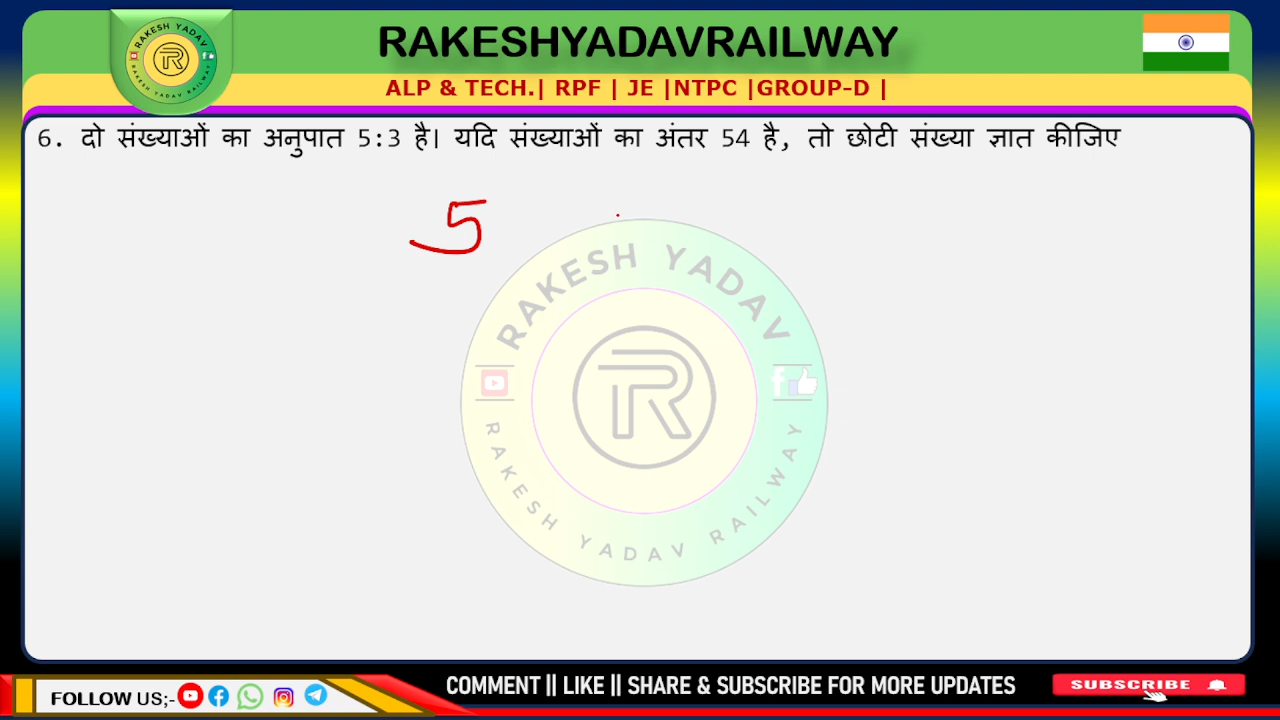 RAKESH YADAV
RAKESH YADAV RAILWAY
RAKESHYADAVRAILWAY
ALP & TECH.| RPF | JE |NTPC |GROUP-D |
6. दो संख्याओं का अनुपात 5:3 है। यदि संख्याओं का अंतर 54 है, तो छोटी संख्या ज्ञात कीजिए
5
RAKESH YADAV
RAKESH YADAV RAILWAY
FOLLOW US;-
COMMENT || LIKE || SHARE & SUBSCRIBE FOR MORE UPDATES
SUBSCRIBE